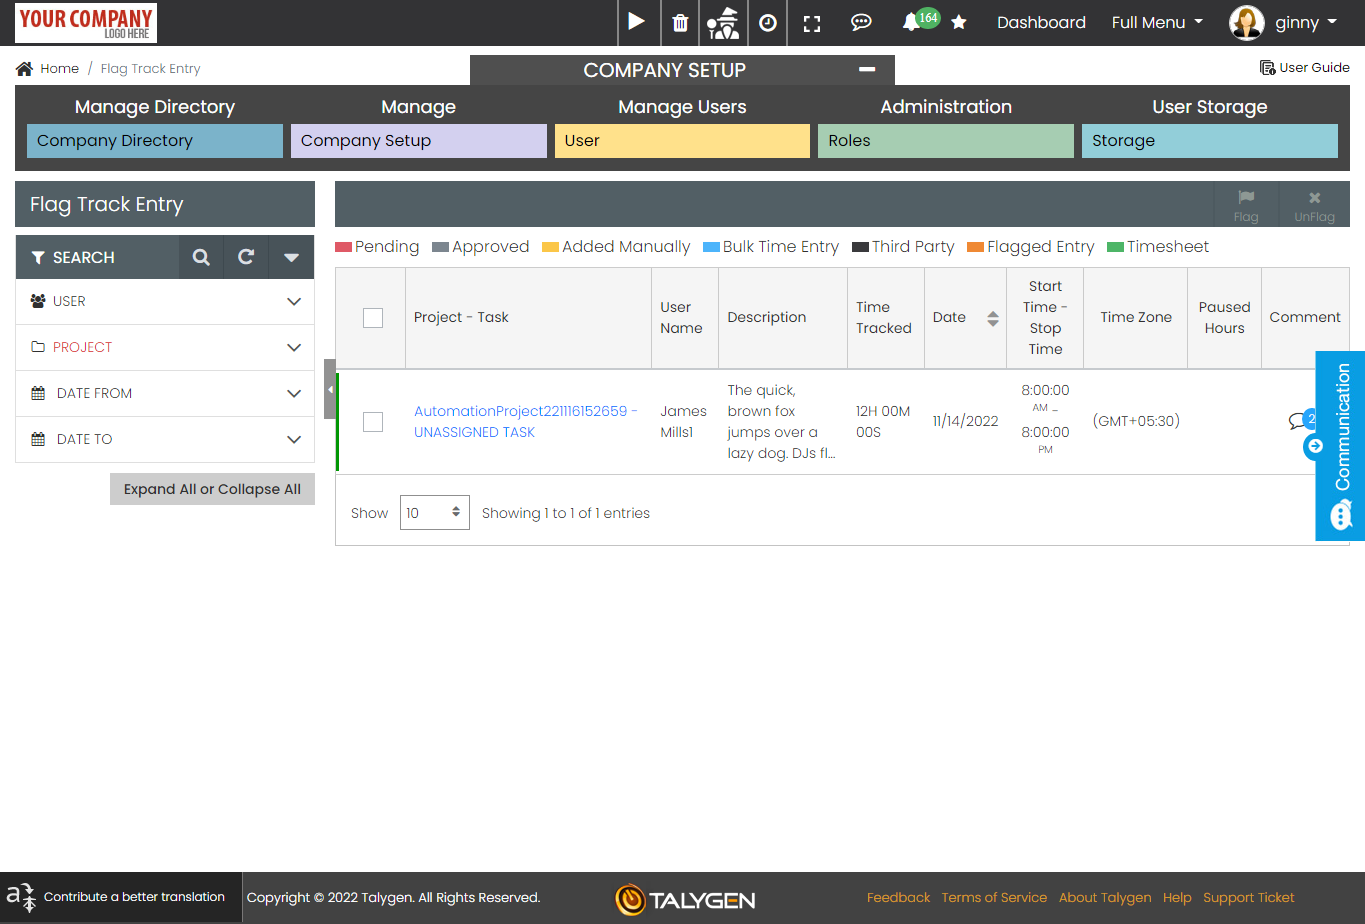 YOUR COMPANY
LOGO HERE
164
Dashboard
Full Menu
ginny
Home / Flag Track Entry
COMPANY SETUP
User Guide
Manage Directory
Manage
Manage Users
Administration
User Storage
Company Directory
Company Setup
User
Roles
Storage
Flag Track Entry
Flag
UnFlag
SEARCH
USER
PROJECT
DATE FROM
DATE TO
Expand All or Collapse All
Pending
Approved
Added Manually
Bulk Time Entry
Third Party
Flagged Entry
Timesheet
Project - Task
User
Name
Description
Time
Tracked
Date
Start
Time -
Stop
Time
Time Zone
Paused
Hours
Comment
AutomationProject221116152659 -
UNASSIGNED TASK
James
Mills1
The quick,
brown fox
jumps over a
lazy dog. DJs fl...
12H 00M
00S
11/14/2022
8:00:00
AM -
8:00:00
PM
(GMT+05:30)
2
Communication
Show
10
Showing 1 to 1 of 1 entries
Contribute a better translation
Copyright © 2022 Talygen. All Rights Reserved.
TALYGEN
Feedback
Terms of Service
About Talygen
Help
Support Ticket